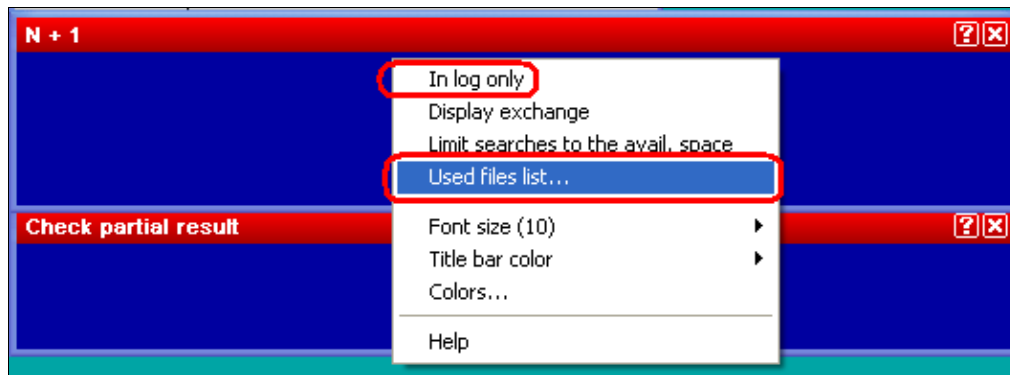 N + 1
In log only
Display exchange
Limit searches to the avail. space
Used files list...
Check partial result
Font size (10)
Title bar color
Colors...
Help